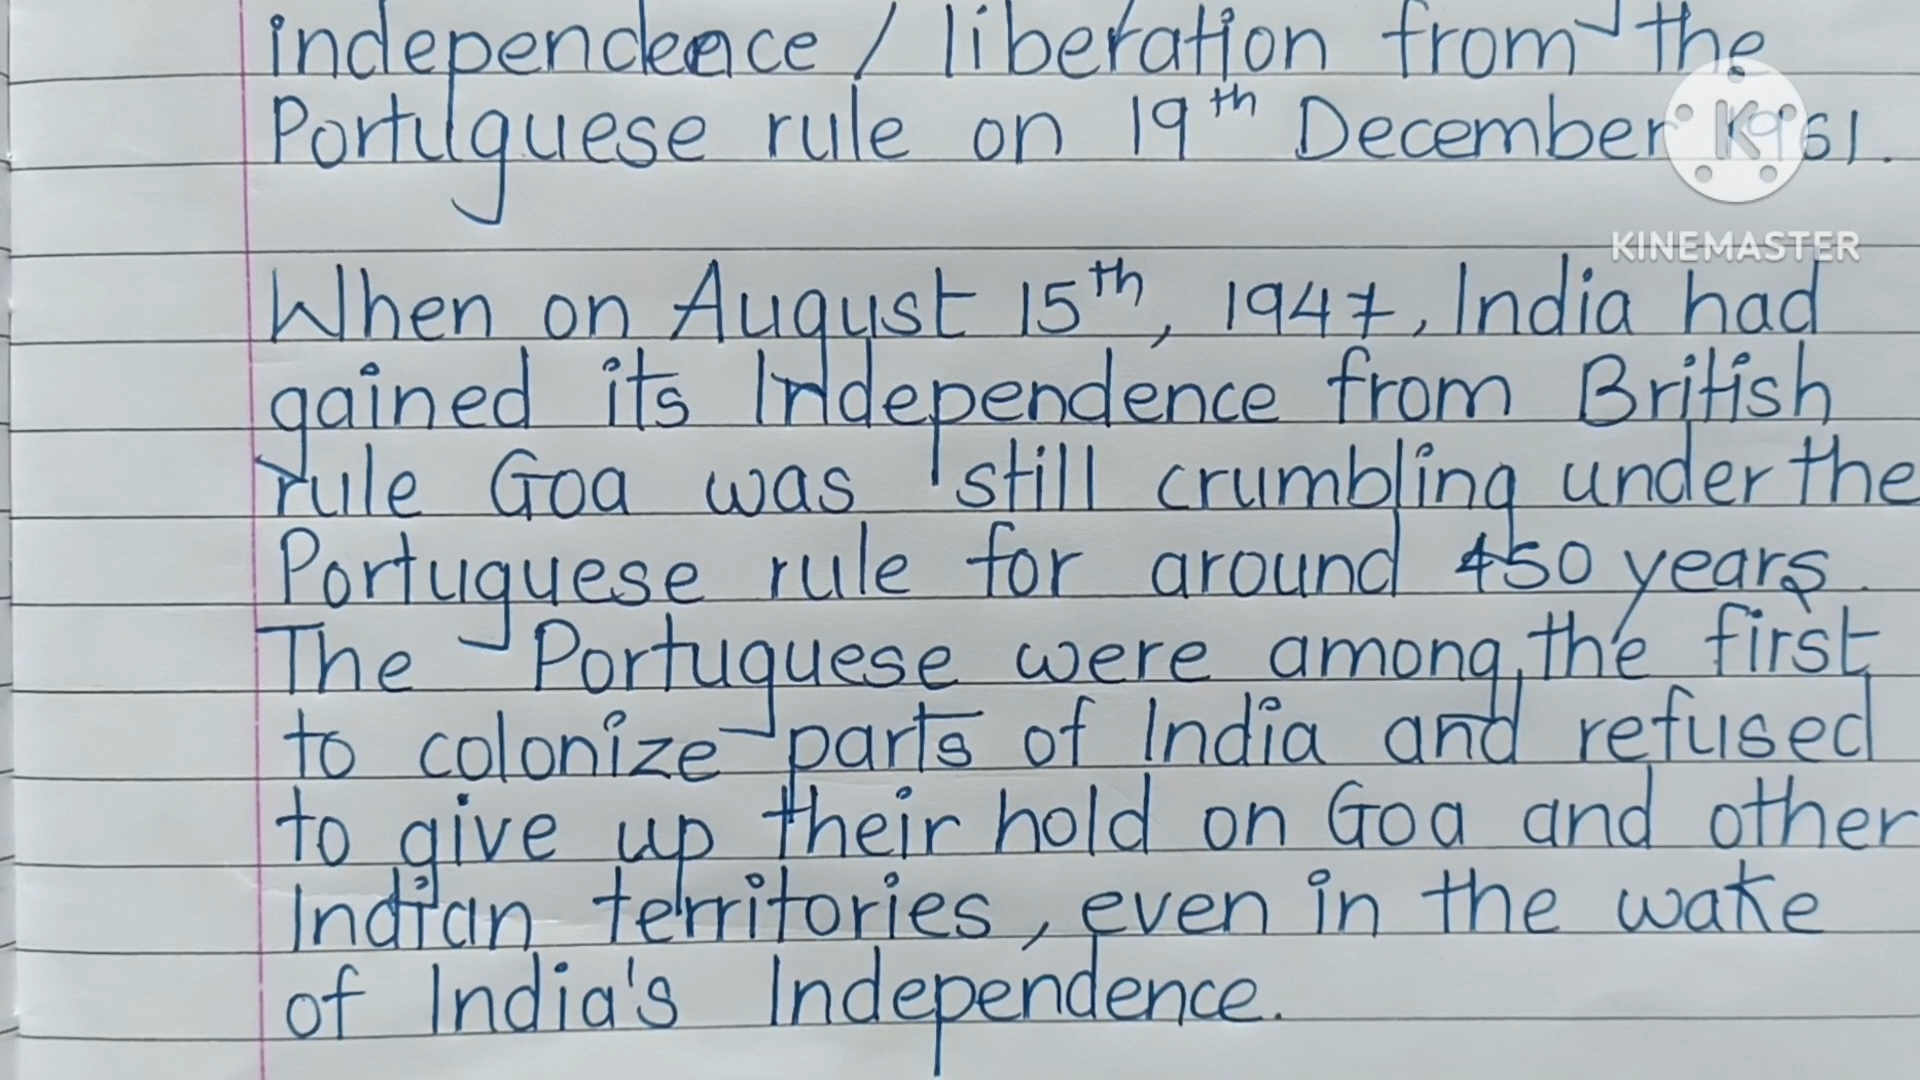 independence / liberation from the
Portuguese rule on 19th December 1961.
KINEMASTER
When on August 15th, 1947, India had
gained its Independence from British
rule Goa was still crumbling under the
Portuguese rule for around 450 years.
The Portuguese were among the first
to colonize parts of India and refused
to give up their hold on Goa and other
Indian territories, even in the wake
of India's Independence.